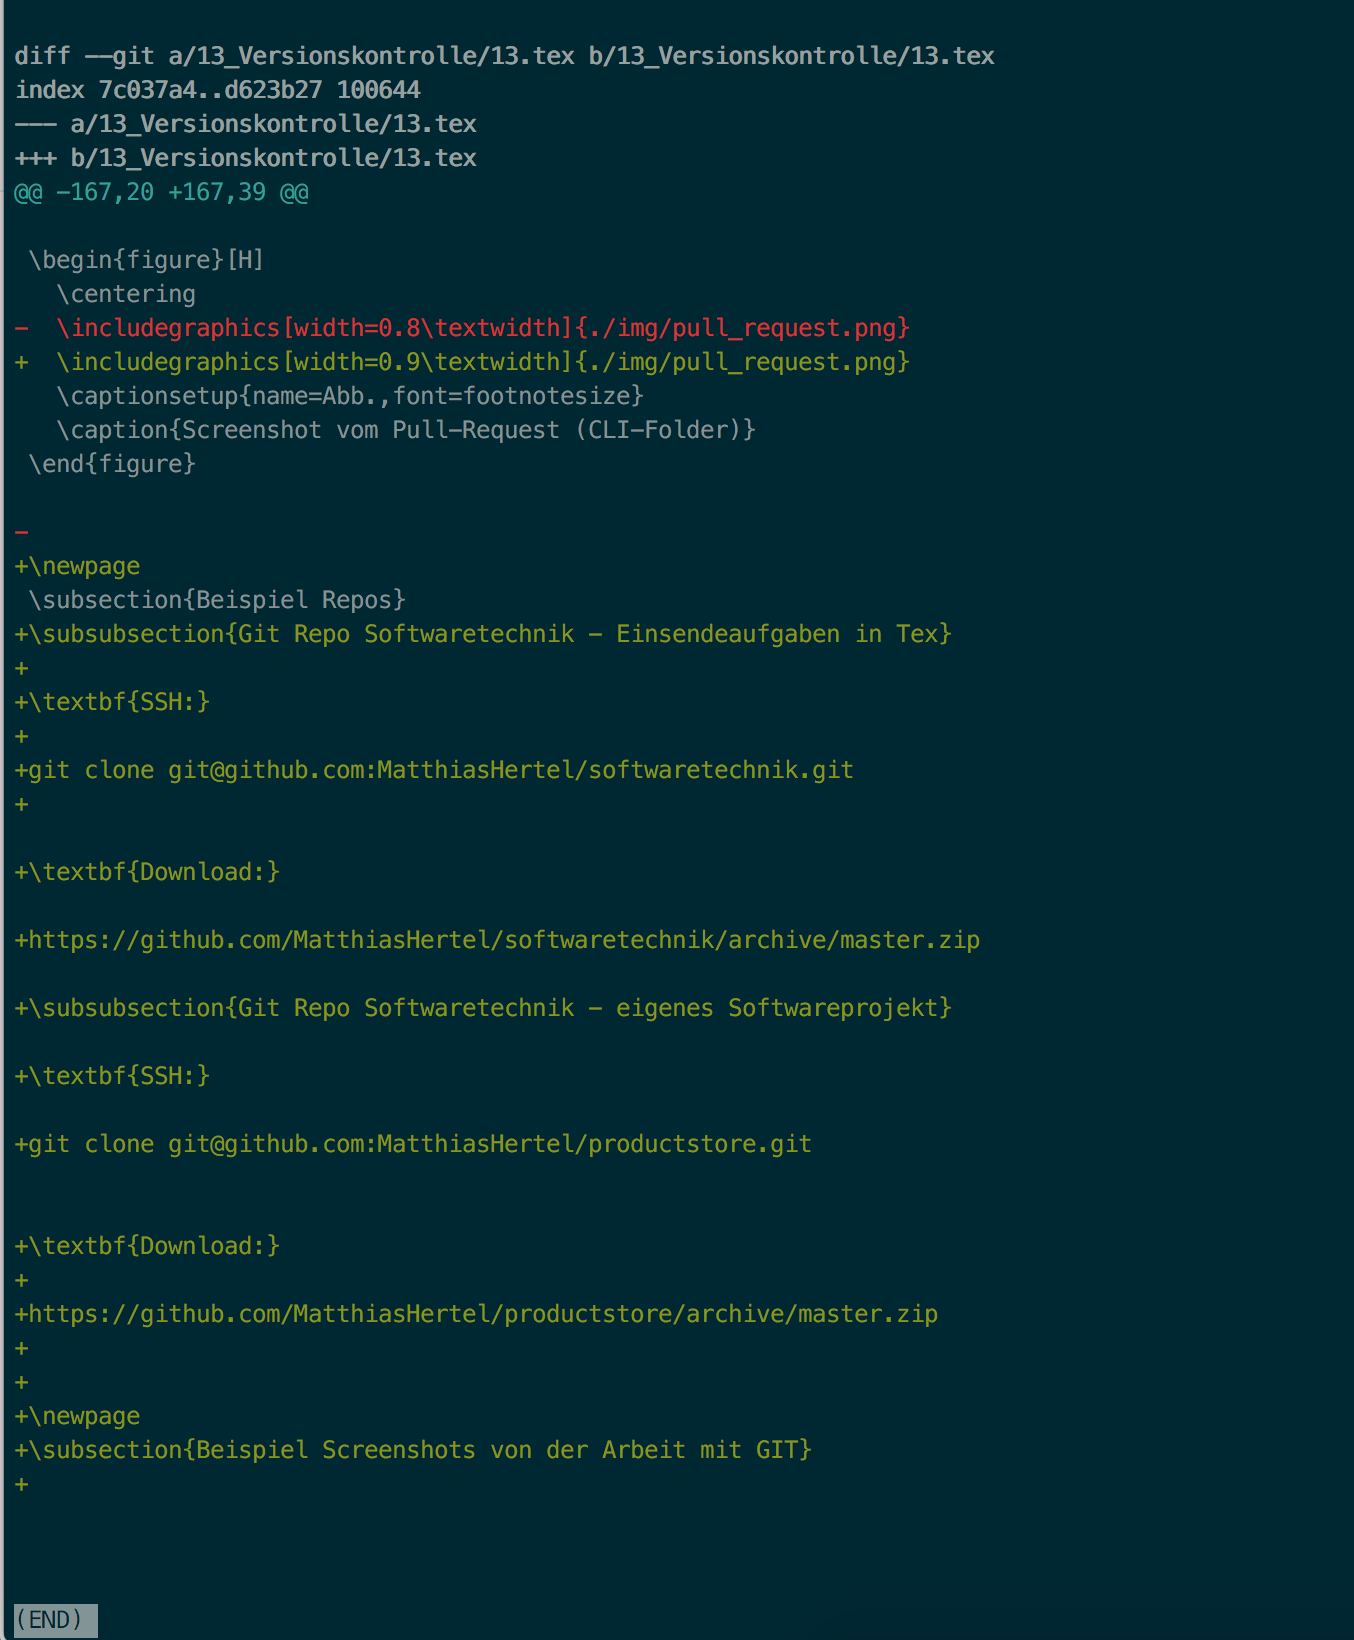 diff --git a/13_Versionskontrolle/13.tex b/13_Versionskontrolle/13.tex
index 7c037a4..d623b27 100644
--- a/13_Versionskontrolle/13.tex
+++ b/13_Versionskontrolle/13.tex
@@ -167,20 +167,39 @@
 \begin{figure}[H]
   \centering
-  \includegraphics[width=0.8\textwidth]{./img/pull_request.png}
+  \includegraphics[width=0.9\textwidth]{./img/pull_request.png}
   \captionsetup{name=Abb.,font=footnotesize}
   \caption{Screenshot vom Pull-Request (CLI-Folder)}
 \end{figure}
-
+\newpage
 \subsection{Beispiel Repos}
+\subsubsection{Git Repo Softwaretechnik - Einsendeaufgaben in Tex}
+
+\textbf{SSH:}
+
+git clone git@github.com:MatthiasHertel/softwaretechnik.git
+
+\textbf{Download:}
+https://github.com/MatthiasHertel/softwaretechnik/archive/master.zip
+\subsubsection{Git Repo Softwaretechnik - eigenes Softwareprojekt}
+\textbf{SSH:}
+git clone git@github.com:MatthiasHertel/productstore.git
+\textbf{Download:}
+
+https://github.com/MatthiasHertel/productstore/archive/master.zip
+
+
+\newpage
+\subsection{Beispiel Screenshots von der Arbeit mit GIT}
+
(END)